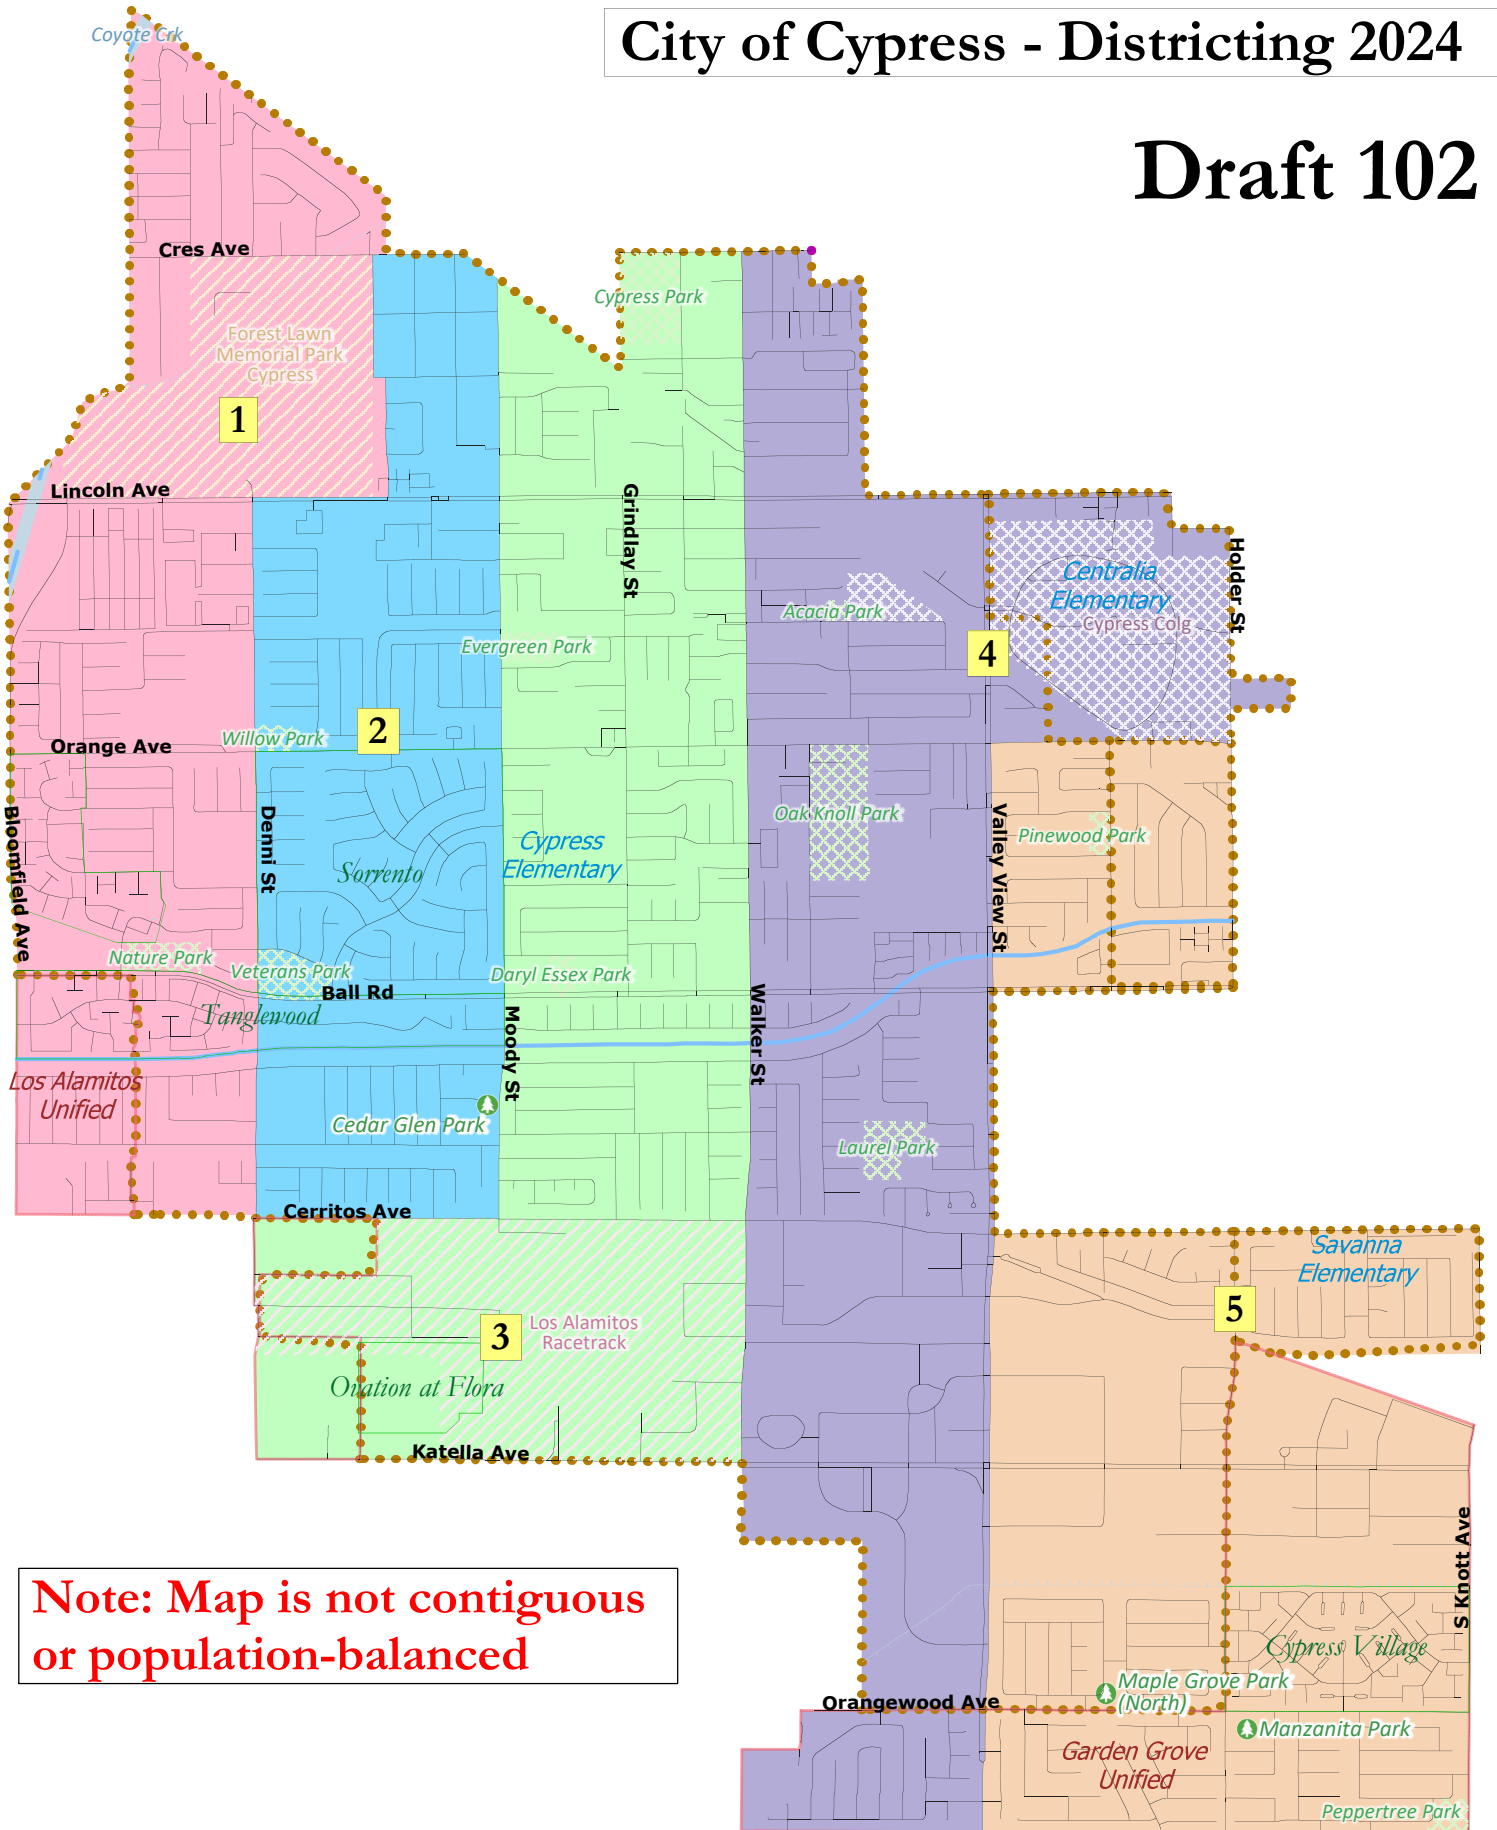 City of Cypress - Districting 2024
Draft 102
Coyote Crk
Cres Ave
Cypress Park
Forest Lawn
Memorial Park
Cypress
1
Lincoln Ave
Grindlay St
Holder St
Centralia
Elementary
Cypress Colg
Acacia Park
4
Evergreen Park
2
Willow Park
Orange Ave
Bloomfield Ave
Denni St
Sorrento
Cypress
Elementary
Oak Knoll Park
Valley View St
Pinewood Park
Nature Park
Veterans Park
Daryl Essex Park
Ball Rd
Tanglewood
Moody St
Walker St
Los Alamitos
Unified
Cedar Glen Park
Laurel Park
Cerritos Ave
Savanna
Elementary
5
3
Los Alamitos
Racetrack
Ovation at Flora
Katella Ave
S Knott Ave
Note: Map is not contiguous
or population-balanced
Cypress Village
Maple Grove Park
(North)
Orangewood Ave
Manzanita Park
Garden Grove
Unified
Peppertree Park